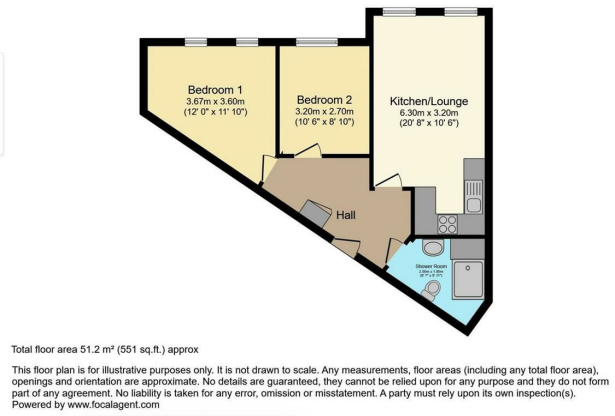 Bedroom 1
3.67m x 3.60m
(12' 0" x 11' 10")
Bedroom 2
3.20m x 2.70m
(10' 6" x 8' 10")
Kitchen/Lounge
6.30m x 3.20m
(20' 8" x 10' 6")
Hall
Shower Room
Total floor area 51.2 m² (551 sq.ft.) approx
This floor plan is for illustrative purposes only. It is not drawn to scale. Any measurements, floor areas (including any total floor area),
openings and orientation are approximate. No details are guaranteed, they cannot be relied upon for any purpose and they do not form
part of any agreement. No liability is taken for any error, omission or misstatement. A party must rely upon its own inspection(s).
Powered by www.focalagent.com